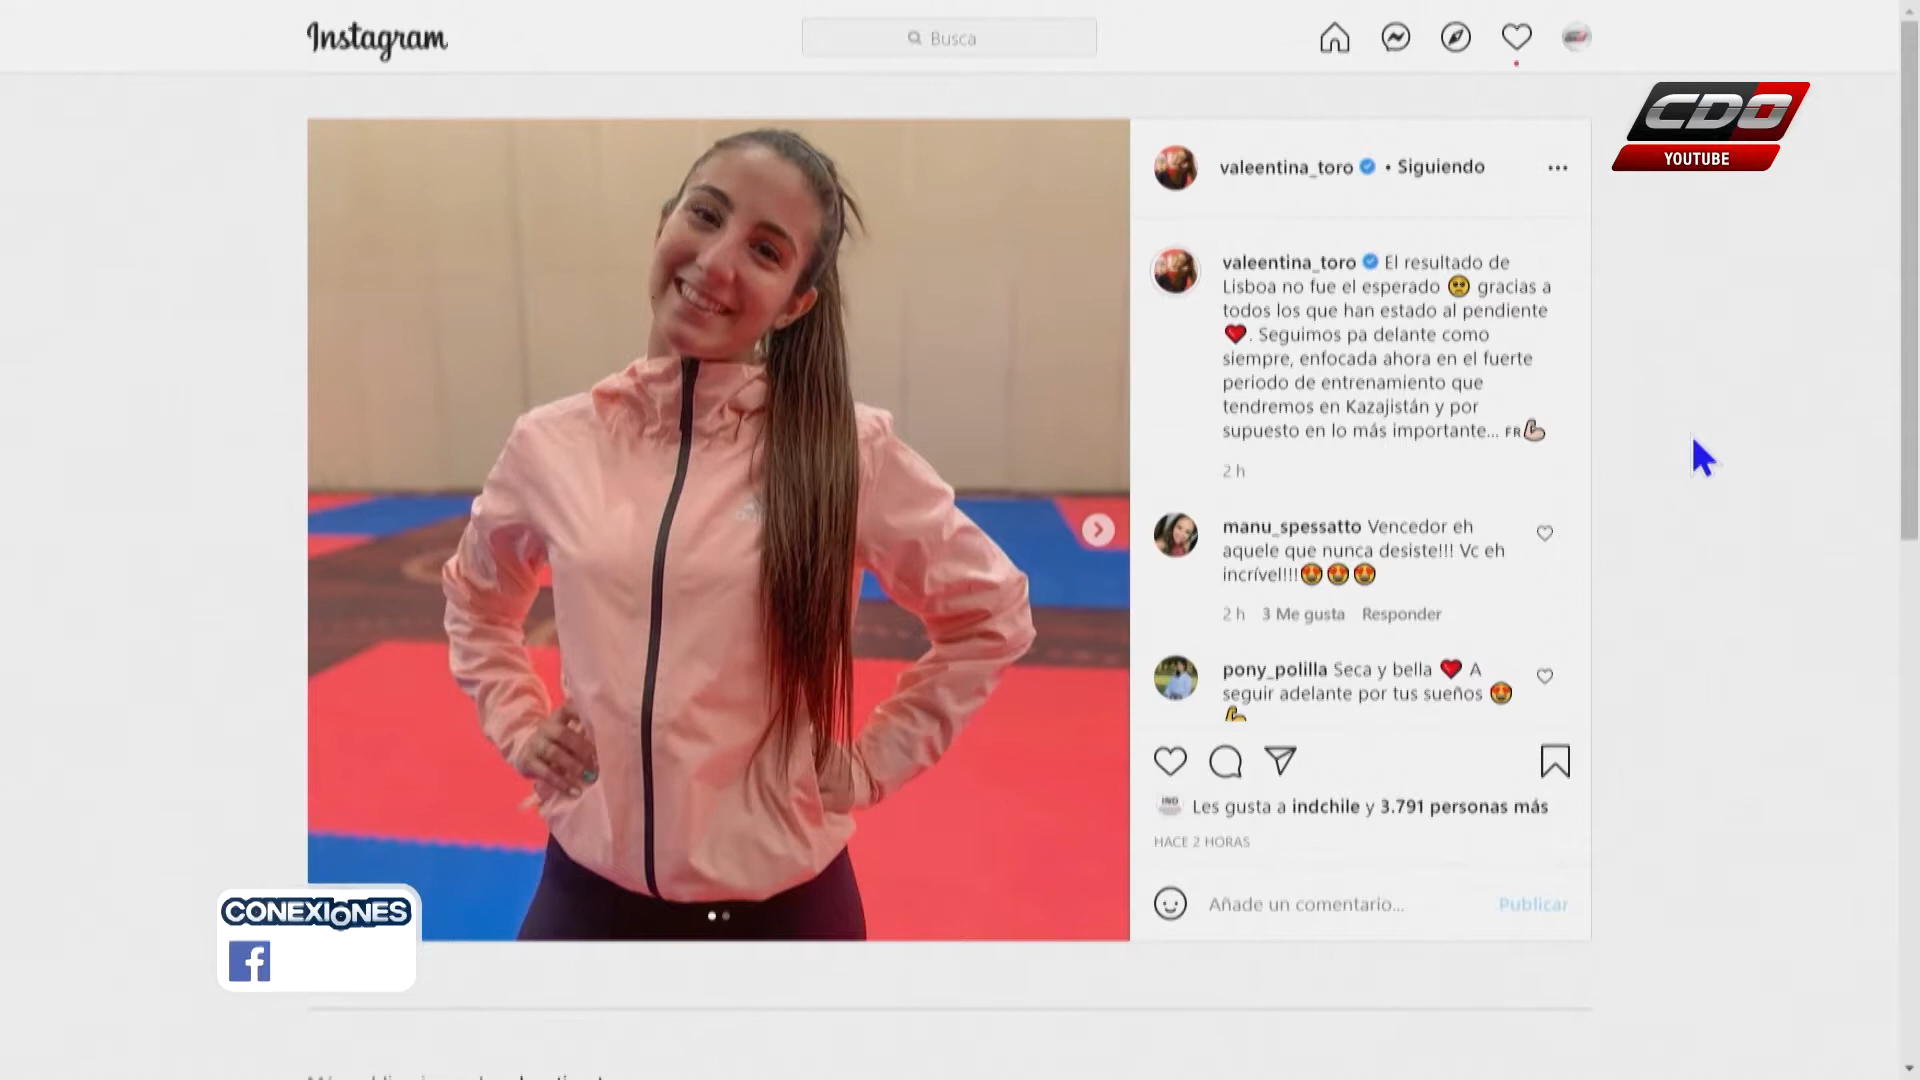 Instagram
Busca
CDO
YOUTUBE
valeentina_toro • Siguiendo
valeentina_toro El resultado de
Lisboa no fue el esperado 🥺 gracias a
todos los que han estado al pendiente
❤️. Seguimos pa delante como
siempre, enfocada ahora en el fuerte
periodo de entrenamiento que
tendremos en Kazajistán y por
supuesto en lo más importante... FR💪🏻
2 h
manu_spessatto Vencedor eh
aquele que nunca desiste!!! Vc eh
incrível!!!😍😍😍
2 h 3 Me gusta Responder
pony_polilla Seca y bella ❤️ A
seguir adelante por tus sueños 😍
💪
IND
Les gusta a indchile y 3.791 personas más
HACE 2 HORAS
Añade un comentario... Publicar
CONEXIONES
f